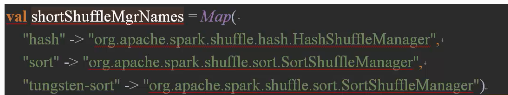 val shortShuffleMgrNames = Map(
"hash" -> "org.apache.spark.shuffle.hash.HashShuffleManager",
"sort" -> "org.apache.spark.shuffle.sort.SortShuffleManager",
"tungsten-sort" -> "org.apache.spark.shuffle.sort.SortShuffleManager")